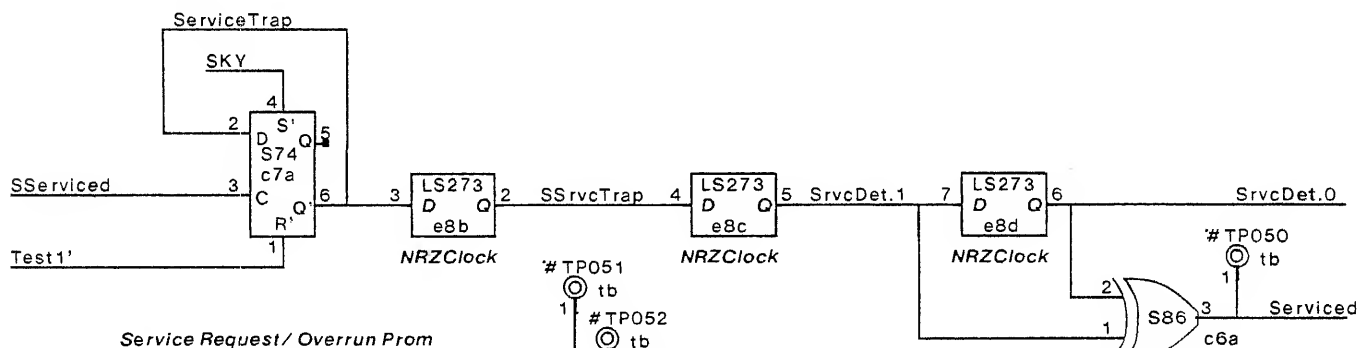 ServiceTrap
SKY
4
2 D S' Q 5
S74
c7a
SServiced 3 C Q' 6
R'
1
Test1'
3 LS273 2
D Q
e8b
NRZClock
SSrvcTrap
4 LS273 5
D Q
e8c
NRZClock
SrvcDet.1
7 LS273 6
D Q
e8d
NRZClock
SrvcDet.0
# TP050
tb
1
2
1
S86 3
c6a
Serviced
# TP051
tb
1
# TP052
tb
Service Request/ Overrun Prom